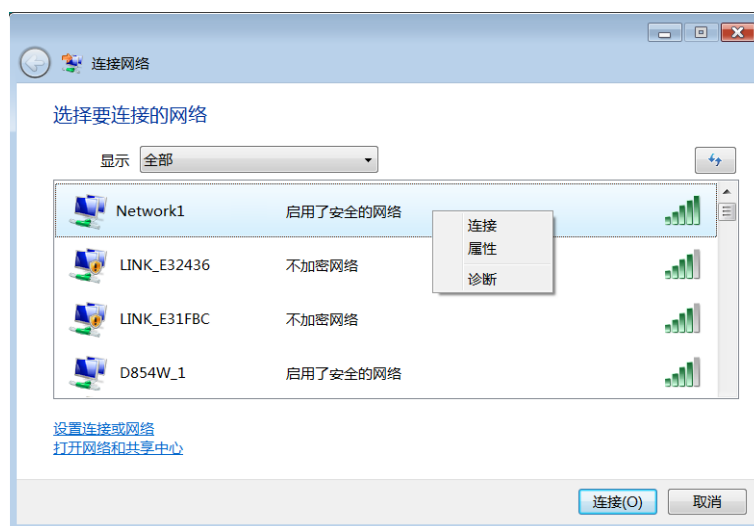 连接网络
选择要连接的网络
显示 全部
Network1 启用了安全的网络
连接
属性
诊断
LINK_E32436 不加密网络
LINK_E31FBC 不加密网络
D854W_1 启用了安全的网络
设置连接或网络
打开网络和共享中心
连接(O) 取消